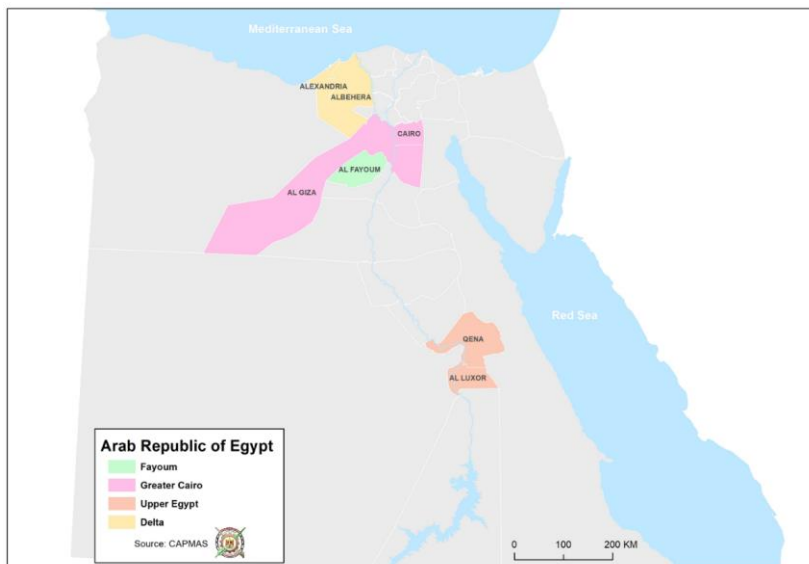 Mediterranean Sea
ALEXANDRIA
ALBEHERA
CAIRO
AL FAYOUM
AL GIZA
Red Sea
QENA
AL LUXOR
Arab Republic of Egypt
Fayoum
Greater Cairo
Upper Egypt
Delta
Source: CAPMAS
0 100 200 KM